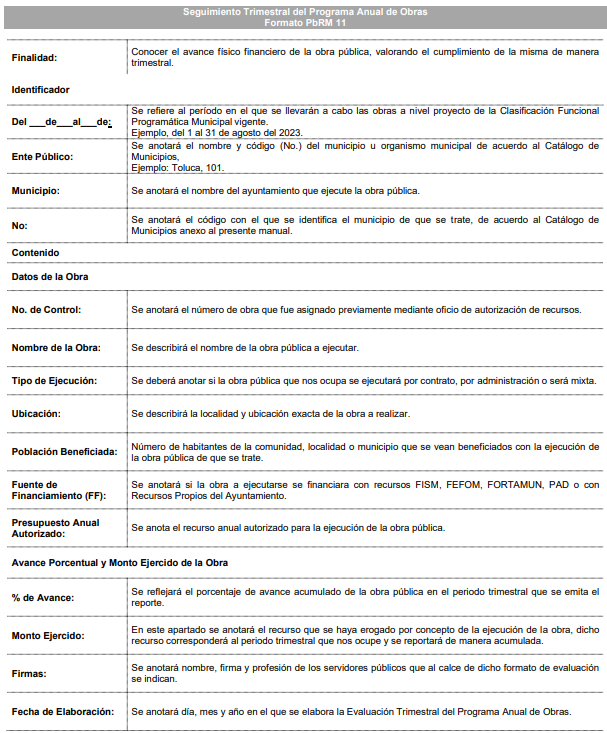 Seguimiento Trimestral del Programa Anual de Obras
Formato PbRM 11
Finalidad:
Conocer el avance físico financiero de la obra pública, valorando el cumplimiento de la misma de manera
trimestral.
Identificador
Del ___de___al___de:
Se refiere al período en el que se llevarán a cabo las obras a nivel proyecto de la Clasificación Funcional
Programática Municipal vigente.
Ejemplo, del 1 al 31 de agosto del 2023.
Ente Público:
Se anotará el nombre y código (No.) del municipio u organismo municipal de acuerdo al Catálogo de
Municipios,
Ejemplo: Toluca, 101.
Municipio:
Se anotará el nombre del ayuntamiento que ejecute la obra pública.
No:
Se anotará el código con el que se identifica el municipio de que se trate, de acuerdo al Catálogo de
Municipios anexo al presente manual.
Contenido
Datos de la Obra
No. de Control:
Se anotará el número de obra que fue asignado previamente mediante oficio de autorización de recursos.
Nombre de la Obra:
Se describirá el nombre de la obra pública a ejecutar.
Tipo de Ejecución:
Se deberá anotar si la obra pública que nos ocupa se ejecutará por contrato, por administración o será mixta.
Ubicación:
Se describirá la localidad y ubicación exacta de la obra a realizar.
Población Beneficiada:
Número de habitantes de la comunidad, localidad o municipio que se vean beneficiados con la ejecución de
la obra pública de que se trate.
Fuente de
Financiamiento (FF):
Se anotará si la obra a ejecutarse se financiara con recursos FISM, FEFOM, FORTAMUN, PAD o con
Recursos Propios del Ayuntamiento.
Presupuesto Anual
Autorizado:
Se anota el recurso anual autorizado para la ejecución de la obra pública.
Avance Porcentual y Monto Ejercido de la Obra
% de Avance:
Se reflejará el porcentaje de avance acumulado de la obra pública en el periodo trimestral que se emita el
reporte.
Monto Ejercido:
En este apartado se anotará el recurso que se haya erogado por concepto de la ejecución de la obra, dicho
recurso corresponderá al periodo trimestral que nos ocupe y se reportará de manera acumulada.
Firmas:
Se anotará nombre, firma y profesión de los servidores públicos que al calce de dicho formato de evaluación
se indican.
Fecha de Elaboración:
Se anotará día, mes y año en el que se elabora la Evaluación Trimestral del Programa Anual de Obras.